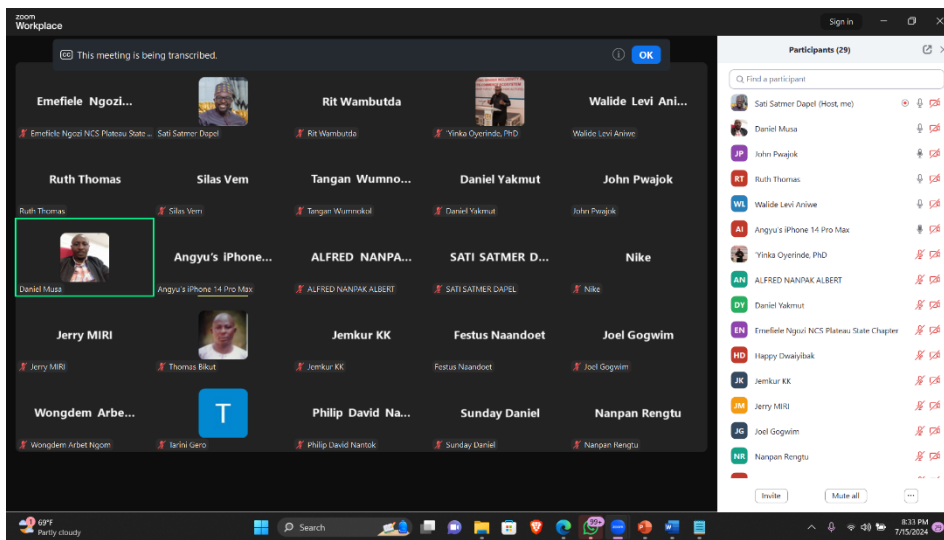 zoom
Workplace
Sign in
CC This meeting is being transcribed.
OK
Emefiele Ngozi...
Rit Wambutda
Walide Levi Ani...
Emefiele Ngozi NCS Plateau State ...
Sati Satmer Dapel
Rit Wambutda
'Yinka Oyerinde, PhD
Walide Levi Aniwe
Ruth Thomas
Silas Vem
Tangan Wumno...
Daniel Yakmut
John Pwajok
Ruth Thomas
Silas Vem
Tangan Wumnokol
Daniel Yakmut
John Pwajok
Angyu's iPhone...
ALFRED NANPA...
SATI SATMER D...
Nike
Daniel Musa
Angyu's iPhone 14 Pro Max
ALFRED NANPAK ALBERT
SATI SATMER DAPEL
Nike
Jerry MIRI
Jemkur KK
Festus Naandoet
Joel Gogwim
Jerry MIRI
Thomas Bikut
Jemkur KK
Festus Naandoet
Joel Gogwim
Wongdem Arbe...
T
Philip David Na...
Sunday Daniel
Nanpan Rengtu
Wongdem Arbet Ngom
Tarini Gero
Philip David Nantok
Sunday Daniel
Nanpan Rengtu
Participants (29)
Find a participant
Sati Satmer Dapel (Host, me)
Daniel Musa
JP John Pwajok
RT Ruth Thomas
WL Walide Levi Aniwe
AI Angyu's iPhone 14 Pro Max
'Yinka Oyerinde, PhD
AN ALFRED NANPAK ALBERT
DY Daniel Yakmut
EN Emefiele Ngozi NCS Plateau State Chapter
HD Happy Dwaiyibak
JK Jemkur KK
JM Jerry MIRI
JG Joel Gogwim
NR Nanpan Rengtu
Invite
Mute all
1
69°F
Partly cloudy
Search
99+
8:33 PM
7/15/2024